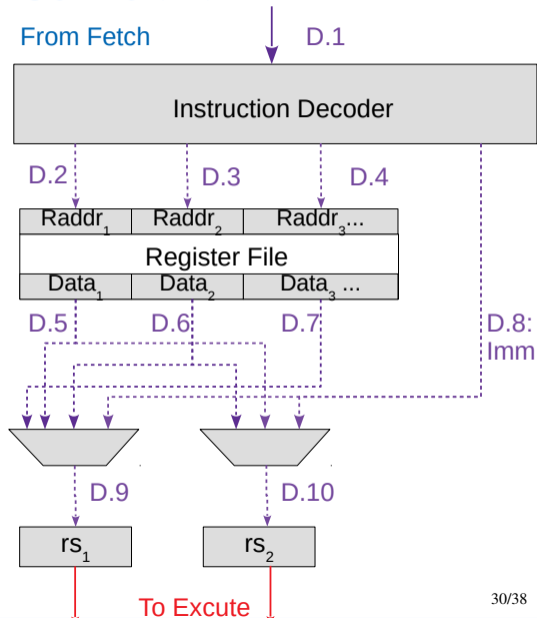 From Fetch
D.1
Instruction Decoder
D.2
D.3
D.4
Raddr₁
Raddr₂
Raddr₃...
Register File
Data₁
Data₂
Data₃ ...
D.5
D.6
D.7
D.8:
Imm
D.9
D.10
rs₁
rs₂
To Excute
30/38